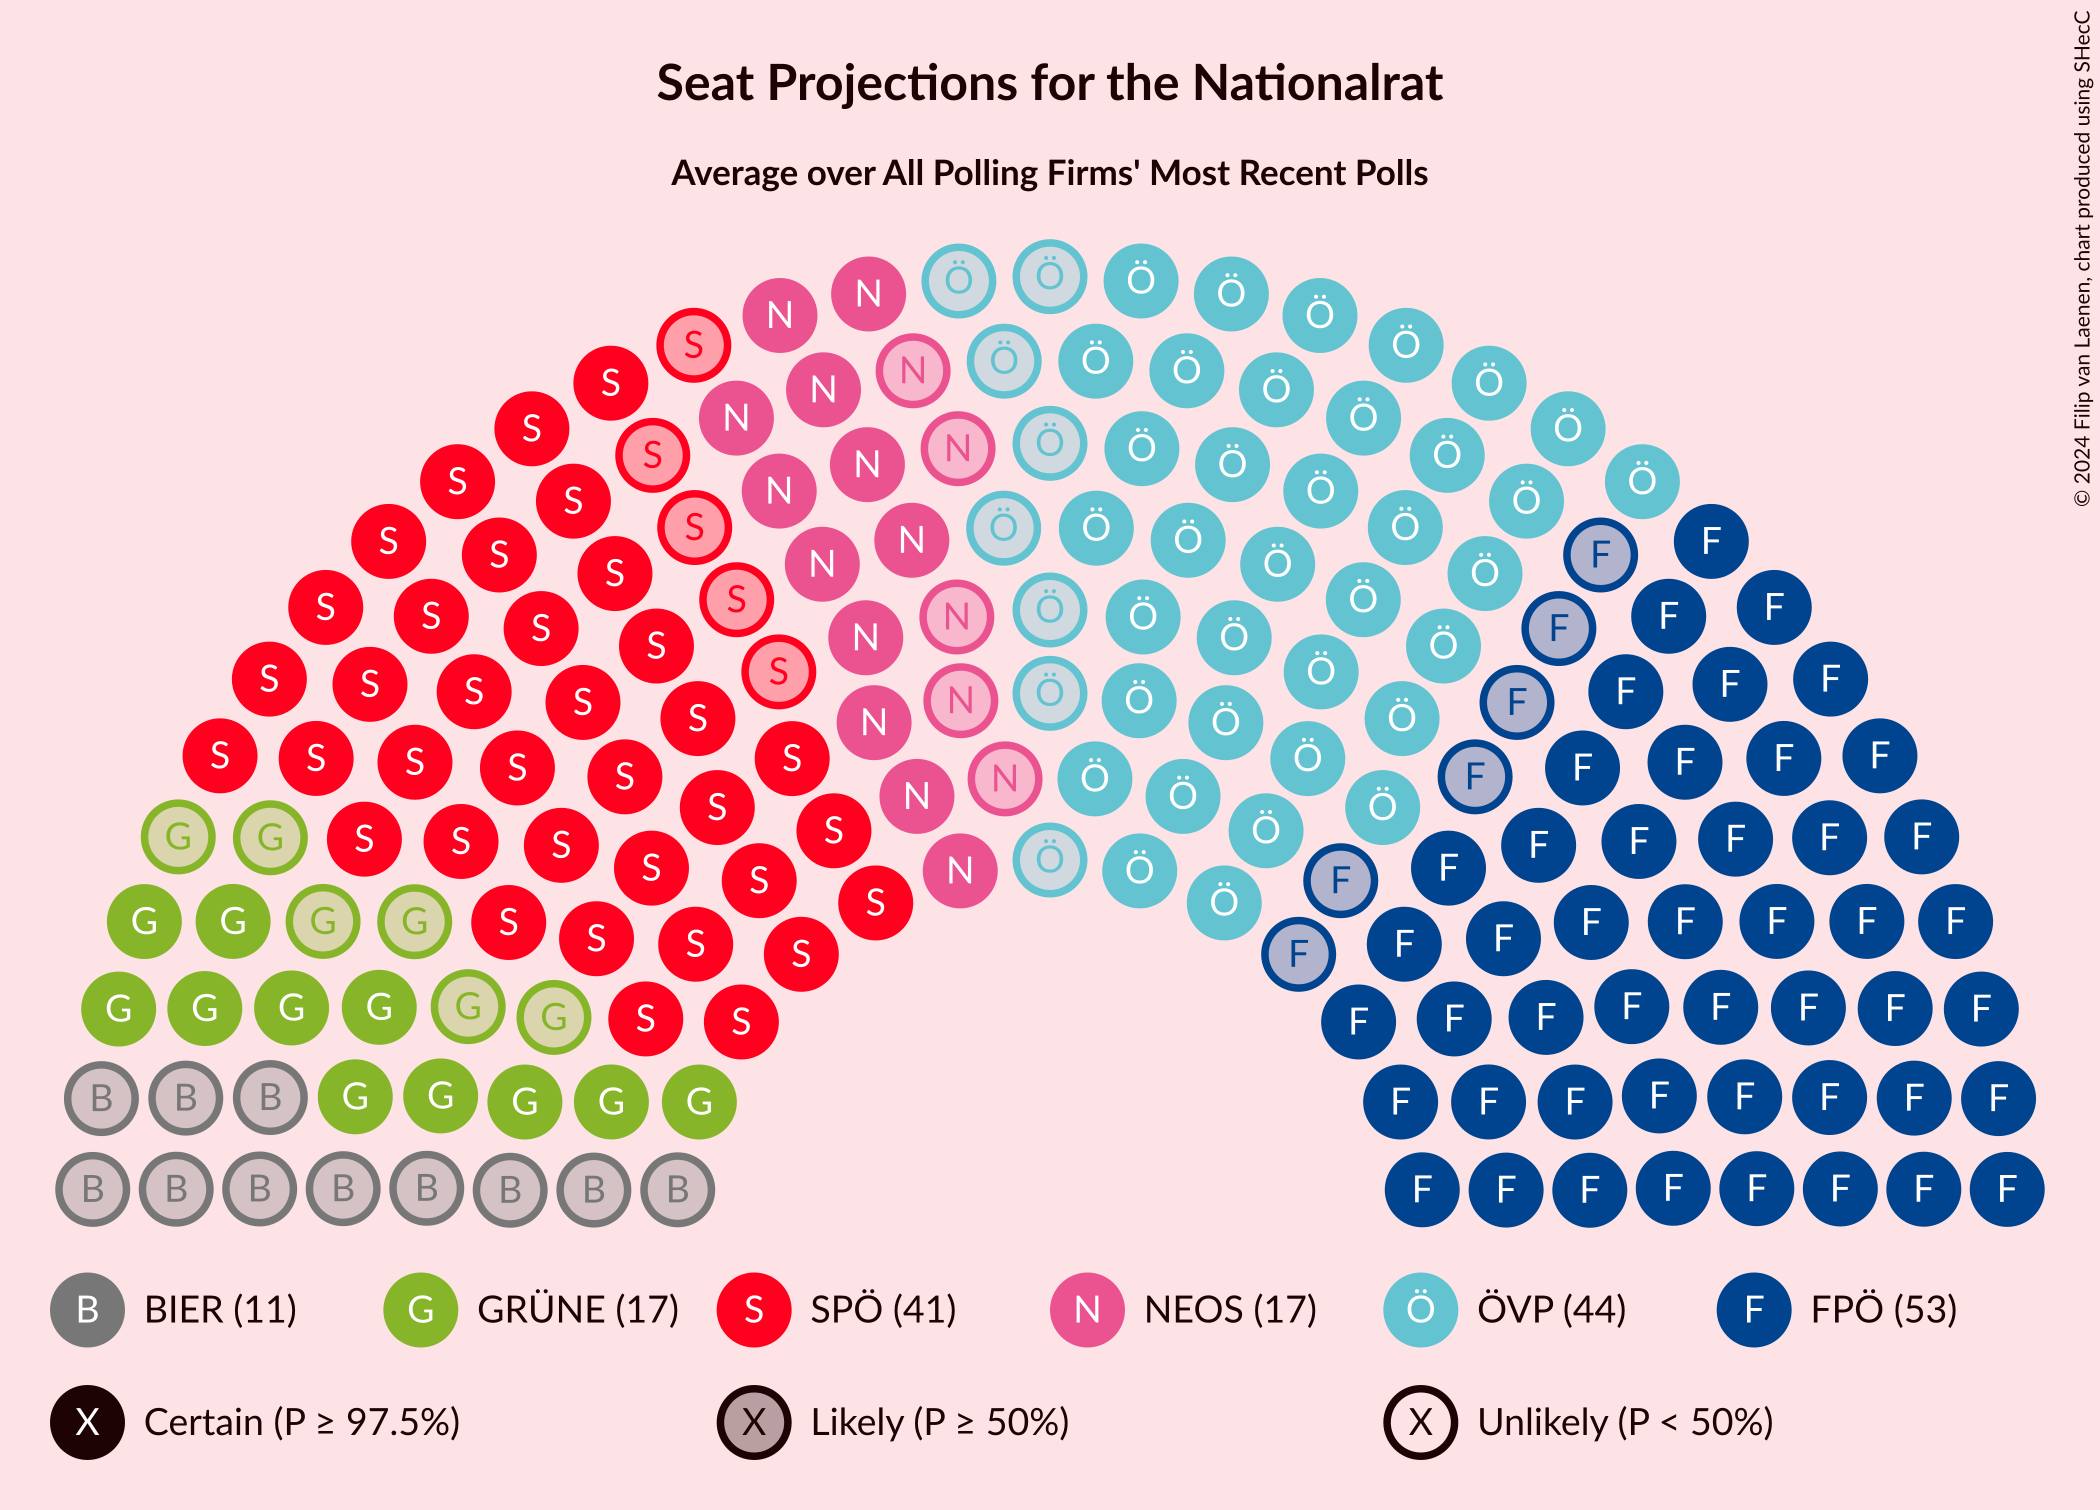 Seat Projections for the Nationalrat
Average over All Polling Firms' Most Recent Polls
© 2024 Filip van Laenen, chart produced using SHecC
S N N Ö Ö Ö Ö Ö Ö Ö Ö Ö
B BIER (11) G GRÜNE (17) S SPÖ (41) N NEOS (17) Ö ÖVP (44) F FPÖ (53)
X Certain (P ≥ 97.5%) X Likely (P ≥ 50%) X Unlikely (P < 50%)